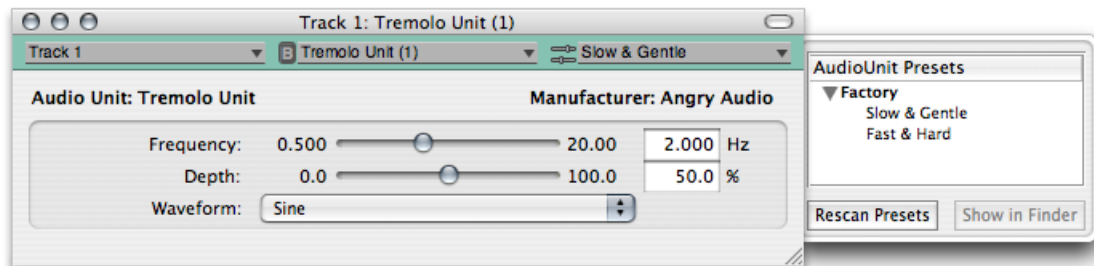 Track 1: Tremolo Unit (1)
Track 1
B Tremolo Unit (1)
Slow & Gentle
Audio Unit: Tremolo Unit
Manufacturer: Angry Audio
Frequency: 0.500 20.00 2.000 Hz
Depth: 0.0 100.0 50.0 %
Waveform: Sine
AudioUnit Presets
Factory
Slow & Gentle
Fast & Hard
Rescan Presets
Show in Finder